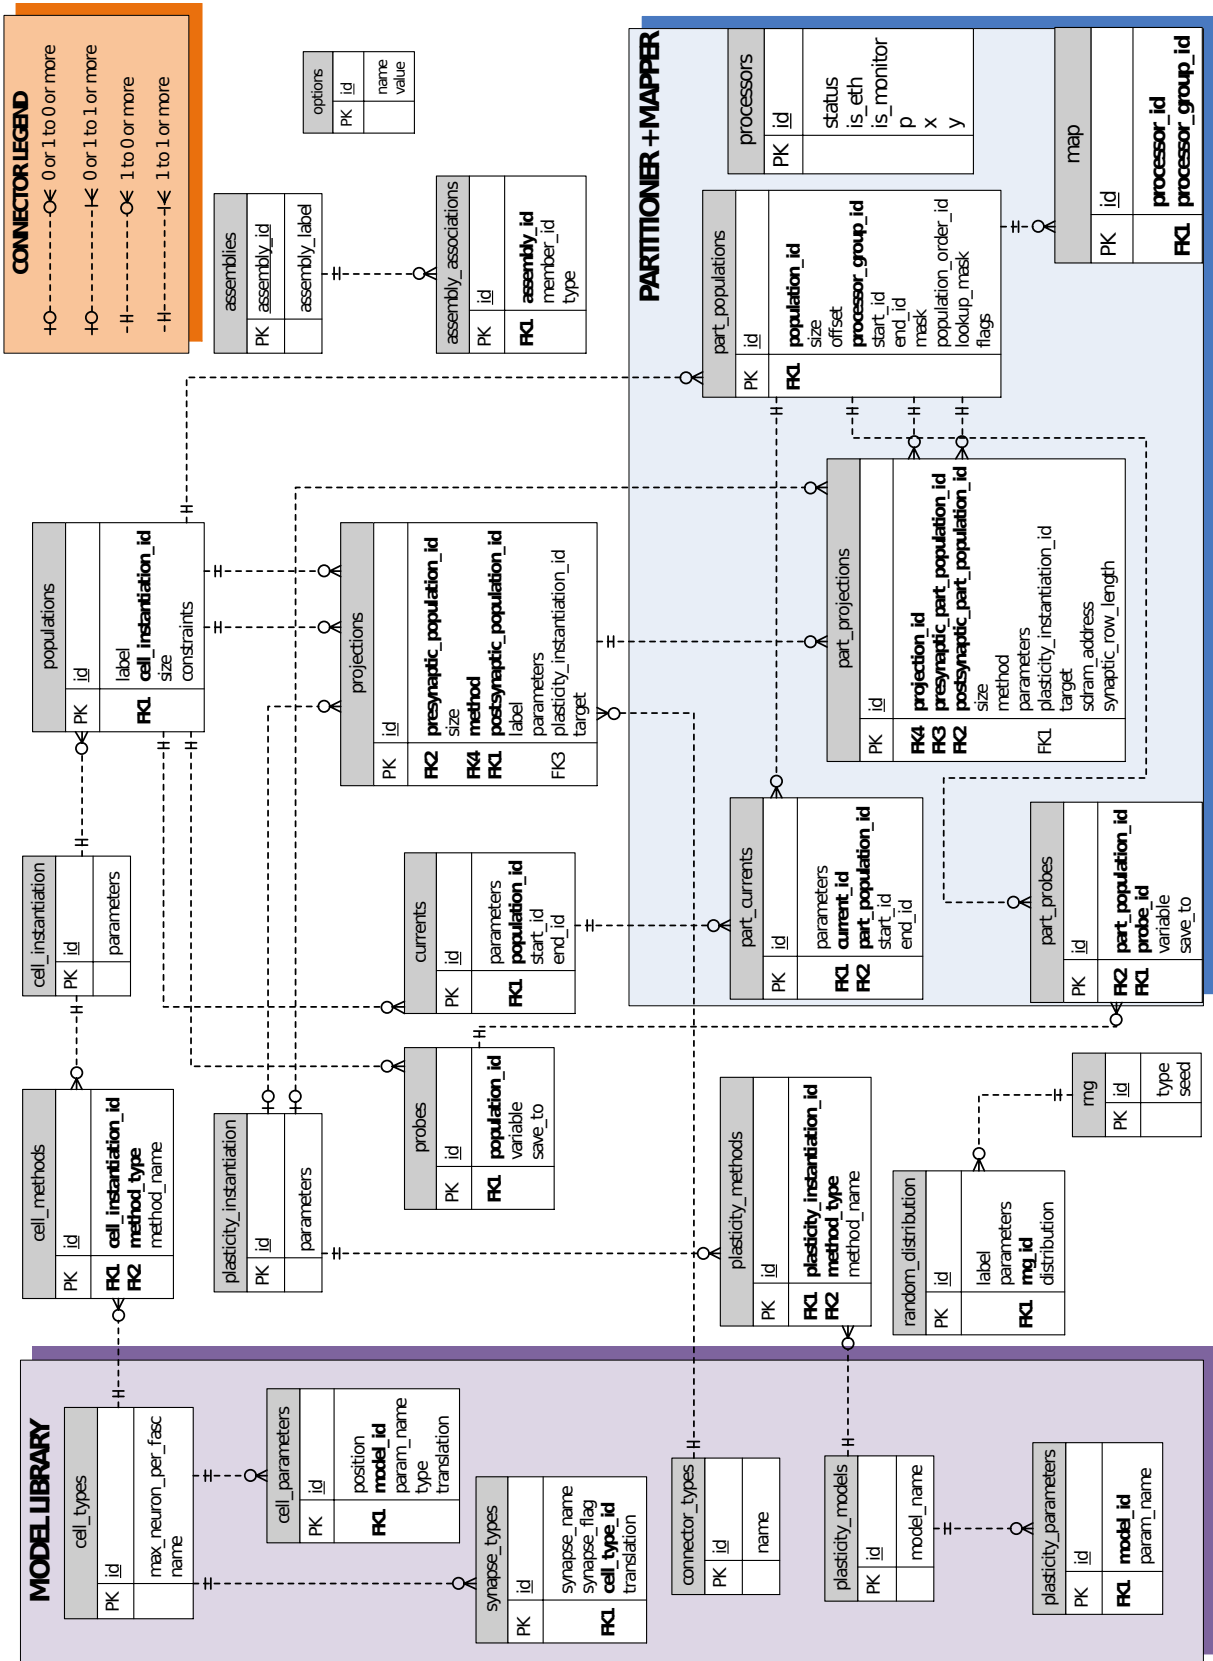 MODEL LIBRARY
cell_types
PK id
max_neuron_per_fasc
name
cell_parameters
PK id
position
FK1 model_id
param_name
type
translation
synapse_types
PK id
synapse_name
synapse_flag
FK1 cell_type_id
translation
connector_types
PK id
name
plasticity_models
PK id
model_name
plasticity_parameters
PK id
FK1 model_id
param_name
cell_methods
PK id
FK1 cell_instantiation_id
FK2 method_type
method_name
plasticity_instantiation
PK id
parameters
probes
PK id
FK1 population_id
variable
save_to
plasticity_methods
PK id
FK1 plasticity_instantiation_id
FK2 method_type
method_name
random_distribution
PK id
label
parameters
FK1 rng_id
distribution
rng
PK id
type
seed
cell_instantiation
PK id
parameters
currents
PK id
parameters
FK1 population_id
start_id
end_id
populations
PK id
label
FK1 cell_instantiation_id
size
constraints
projections
PK id
FK2 presynaptic_population_id
size
FK4 method
FK1 postsynaptic_population_id
label
parameters
FK3 plasticity_instantiation_id
target
CONNECTOR LEGEND
0 or 1 to 0 or more
0 or 1 to 1 or more
1 to 0 or more
1 to 1 or more
assemblies
PK assembly_id
assembly_label
assembly_associations
PK id
FK1 assembly_id
member_id
type
options
PK id
name
value
PARTITIONER + MAPPER
part_currents
PK id
parameters
FK1 current_id
FK2 part_population_id
start_id
end_id
part_probes
PK id
FK2 part_population_id
FK1 probe_id
variable
save_to
part_projections
PK id
FK4 projection_id
FK3 presynaptic_part_population_id
FK2 postsynaptic_part_population_id
size
method
parameters
FK1 plasticity_instantiation_id
target
sdram_address
synaptic_row_length
part_populations
PK id
FK1 population_id
size
offset
processor_group_id
start_id
end_id
mask
population_order_id
lookup_mask
flags
processors
PK id
status
is_eth
is_monitor
p
x
y
map
PK id
processor_id
FK1 processor_group_id